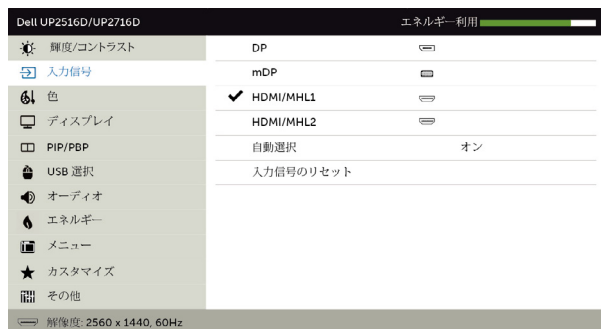 Dell UP2516D/UP2716D エネルギー利用
輝度/コントラスト DP
入力信号 mDP
色 HDMI/MHL1
ディスプレイ HDMI/MHL2
PIP/PBP 自動選択 オン
USB 選択 入力信号のリセット
オーディオ
エネルギー
メニュー
カスタマイズ
その他
解像度: 2560 x 1440, 60Hz